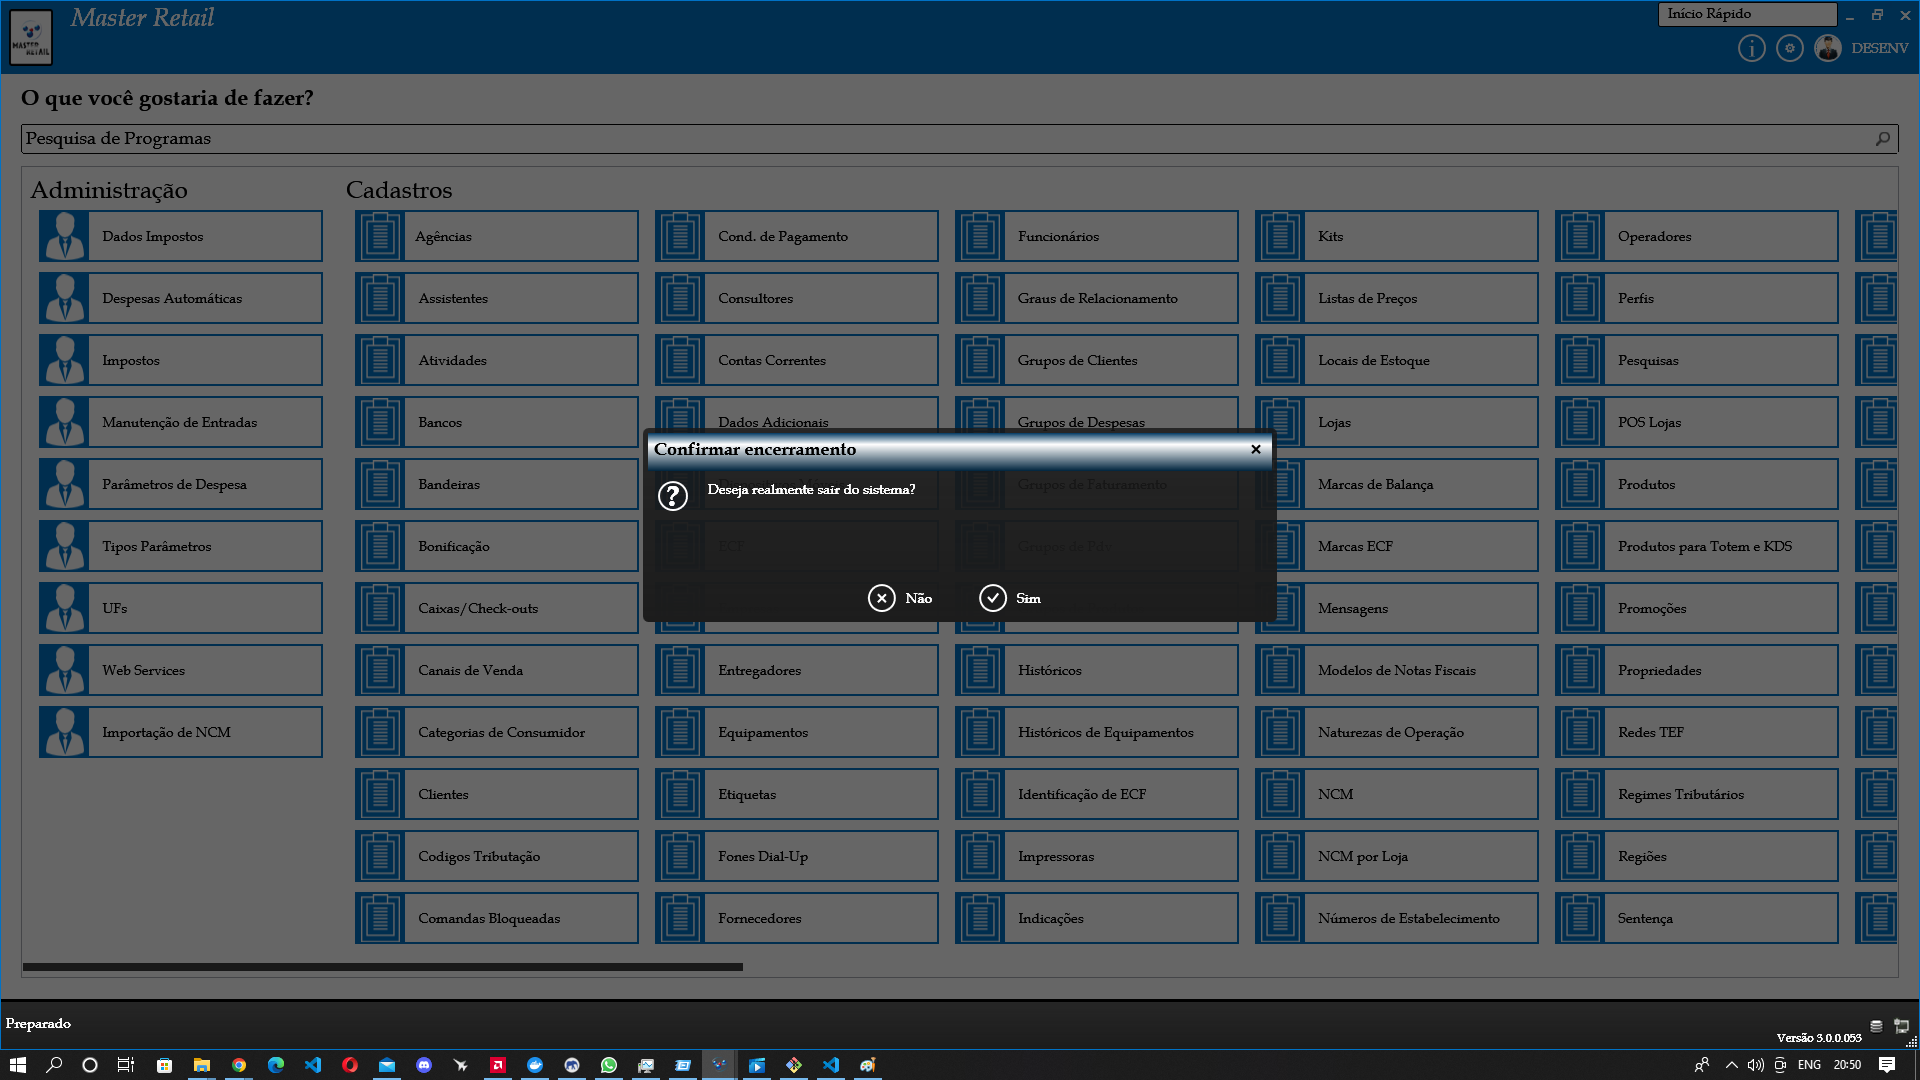 Master Retail
Início Rápido
MASTER
RETAIL
DESENV
O que você gostaria de fazer?
Pesquisa de Programas
Administração
Dados Impostos
Despesas Automáticas
Impostos
Manutenção de Entradas
Parâmetros de Despesa
Tipos Parâmetros
UFs
Web Services
Importação de NCM
Cadastros
Agências
Assistentes
Atividades
Bancos
Bandeiras
Bonificação
Caixas/Check-outs
Canais de Venda
Categorias de Consumidor
Clientes
Codigos Tributação
Comandas Bloqueadas
Cond. de Pagamento
Consultores
Contas Correntes
Dados Adicionais
ECF
Entregadores
Equipamentos
Etiquetas
Fones Dial-Up
Fornecedores
Funcionários
Graus de Relacionamento
Grupos de Clientes
Grupos de Despesas
Grupos de Faturamento
Históricos
Históricos de Equipamentos
Identificação de ECF
Impressoras
Indicações
Kits
Listas de Preços
Locais de Estoque
Lojas
Marcas de Balança
Marcas ECF
Mensagens
Modelos de Notas Fiscais
Naturezas de Operação
NCM
NCM por Loja
Números de Estabelecimento
Operadores
Perfis
Pesquisas
POS Lojas
Produtos
Produtos para Totem e KDS
Promoções
Propriedades
Redes TEF
Regimes Tributários
Regiões
Sentença
Confirmar encerramento
Deseja realmente sair do sistema?
Não
Sim
Preparado
Versão 3.0.0.053
ENG
20:50